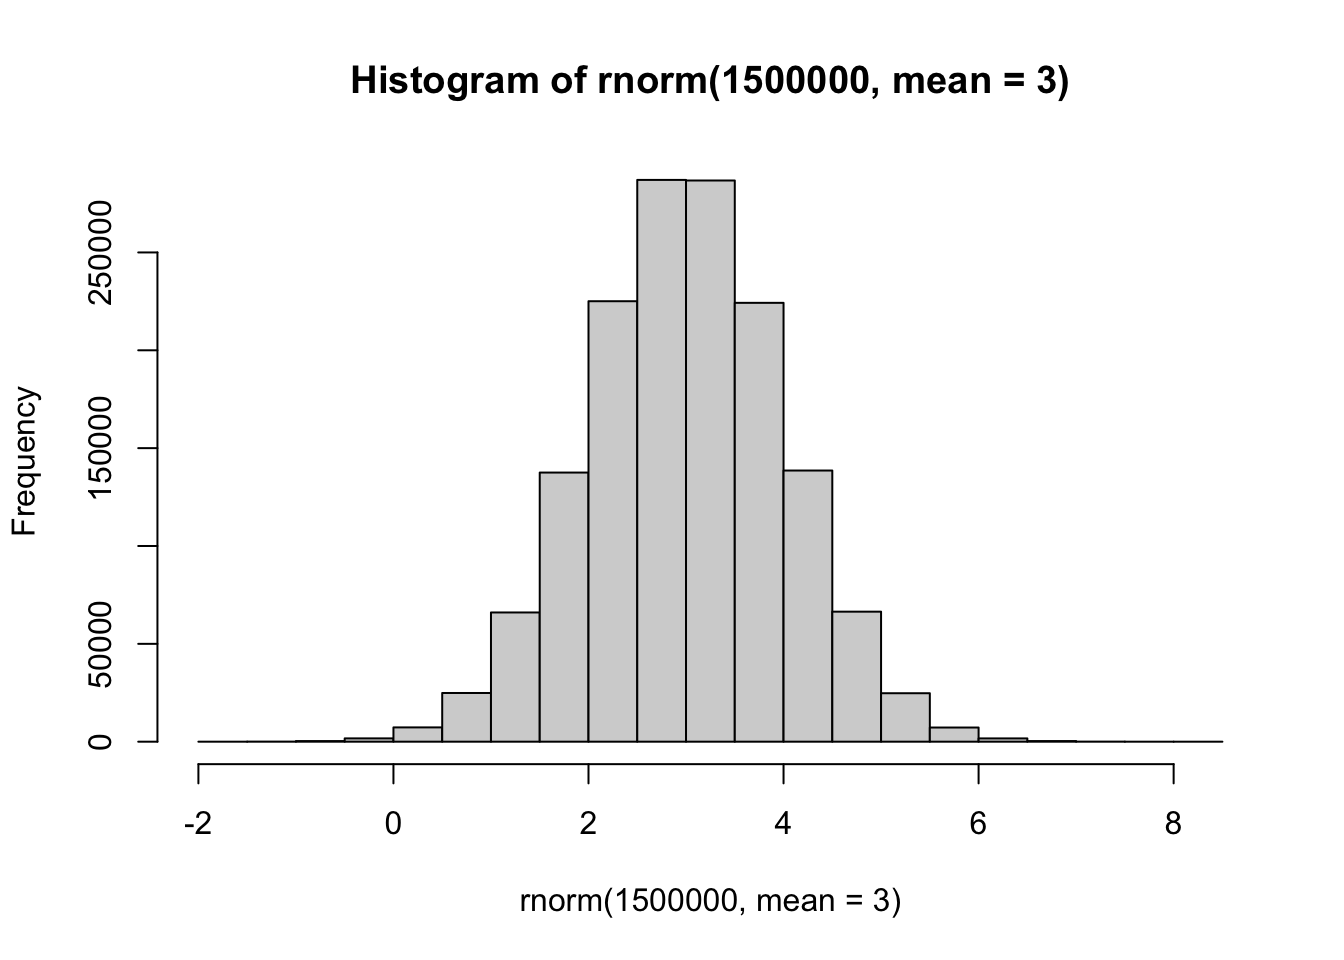 Histogram of rnorm(1500000, mean = 3)
Frequency
250000
150000
50000
0
-2 0 2 4 6 8
rnorm(1500000, mean = 3)